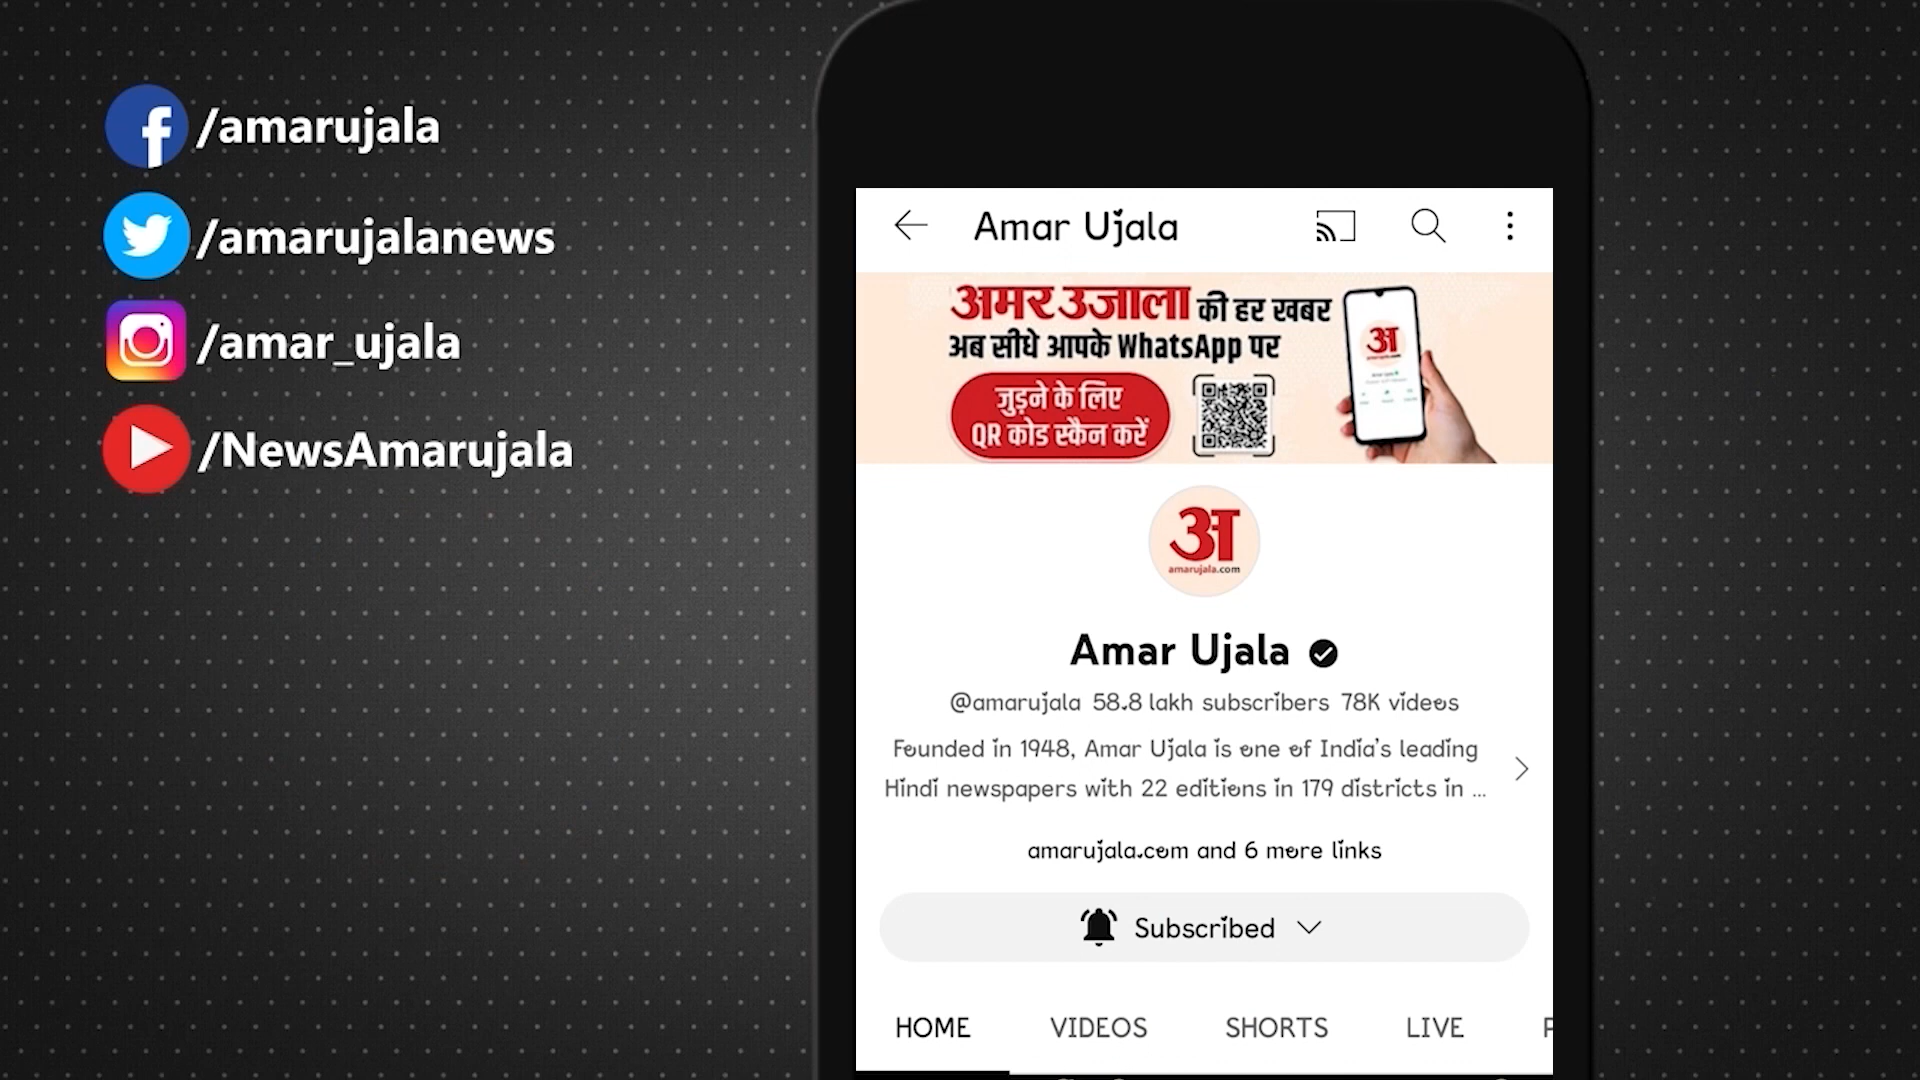 /amarujala
/amarujalanews
/amar_ujala
/NewsAmarujala
Amar Ujala
अमर उजाला की हर खबर
अब सीधे आपके WhatsApp पर
जुड़ने के लिए
QR कोड स्कैन करें
अ
अ
amarujala.com
Amar Ujala
@amarujala 58.8 lakh subscribers 78K videos
Founded in 1948, Amar Ujala is one of India's leading
Hindi newspapers with 22 editions in 179 districts in ...
amarujala.com and 6 more links
Subscribed
HOME VIDEOS SHORTS LIVE